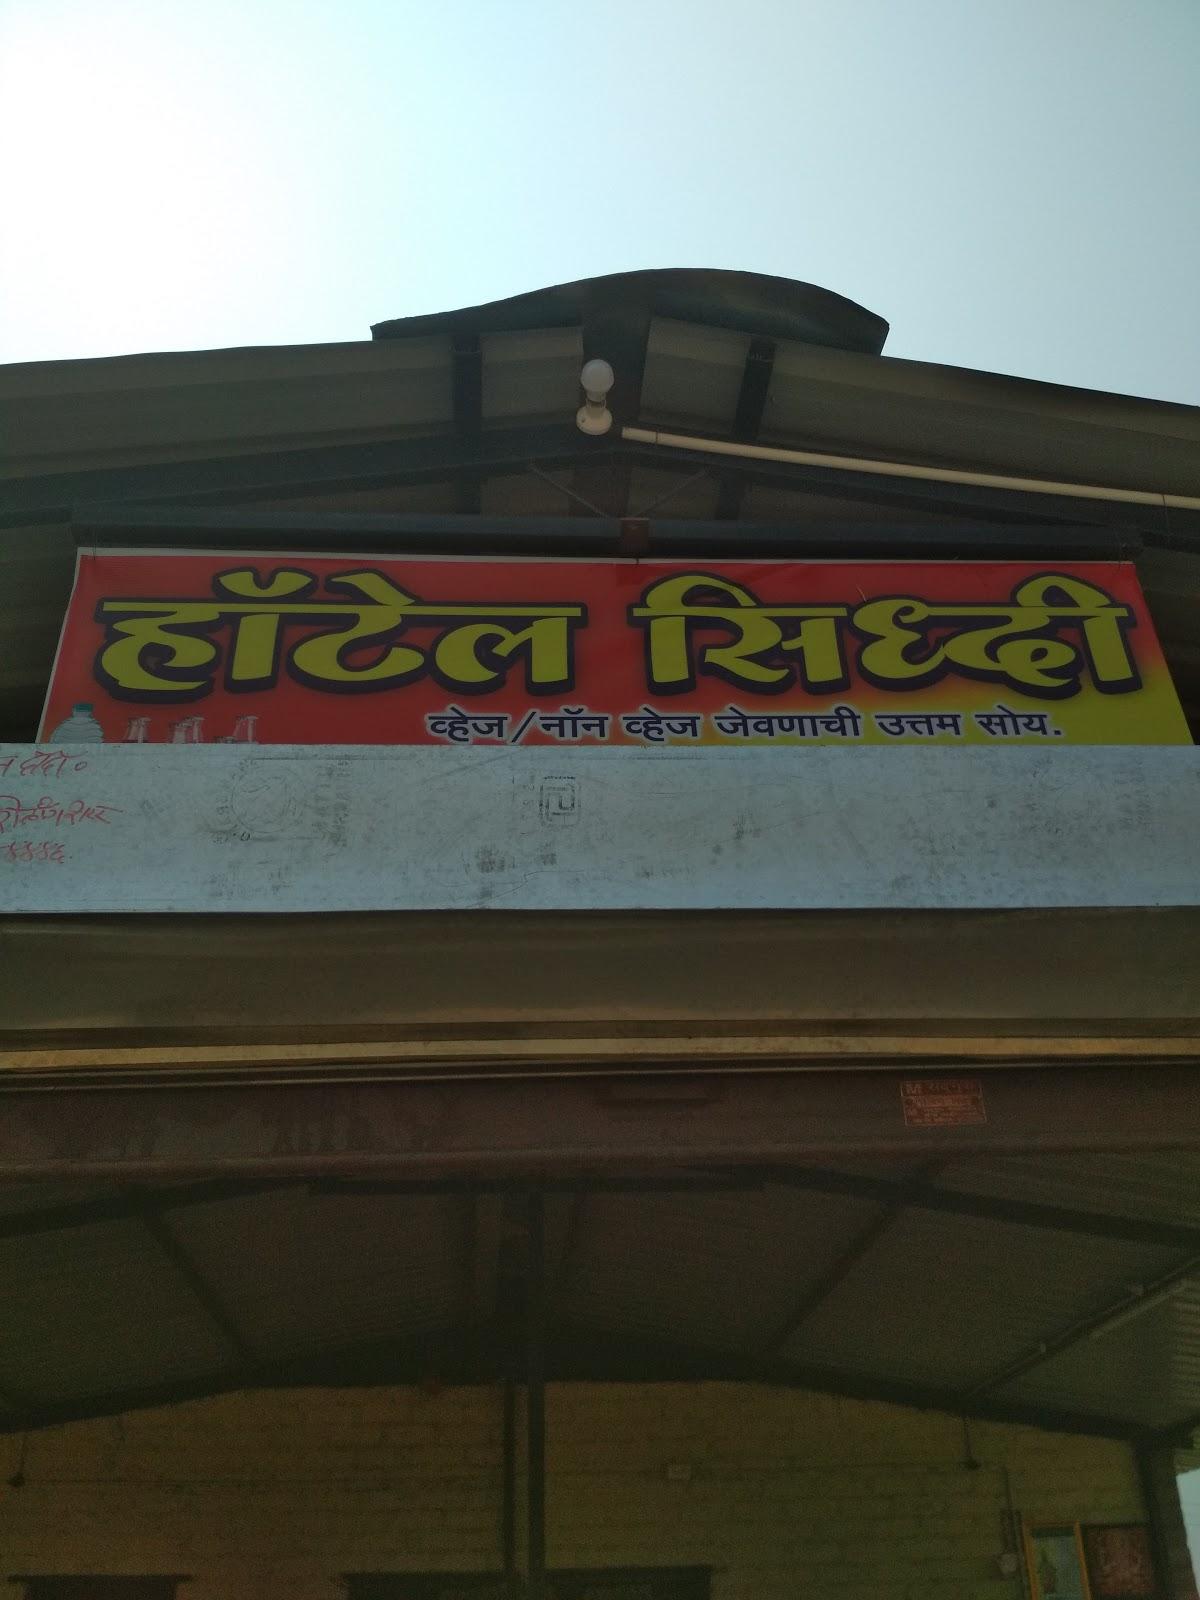 हॉटेल सिध्दी
व्हेज/नॉन व्हेज जेवणाची उत्तम सोय.